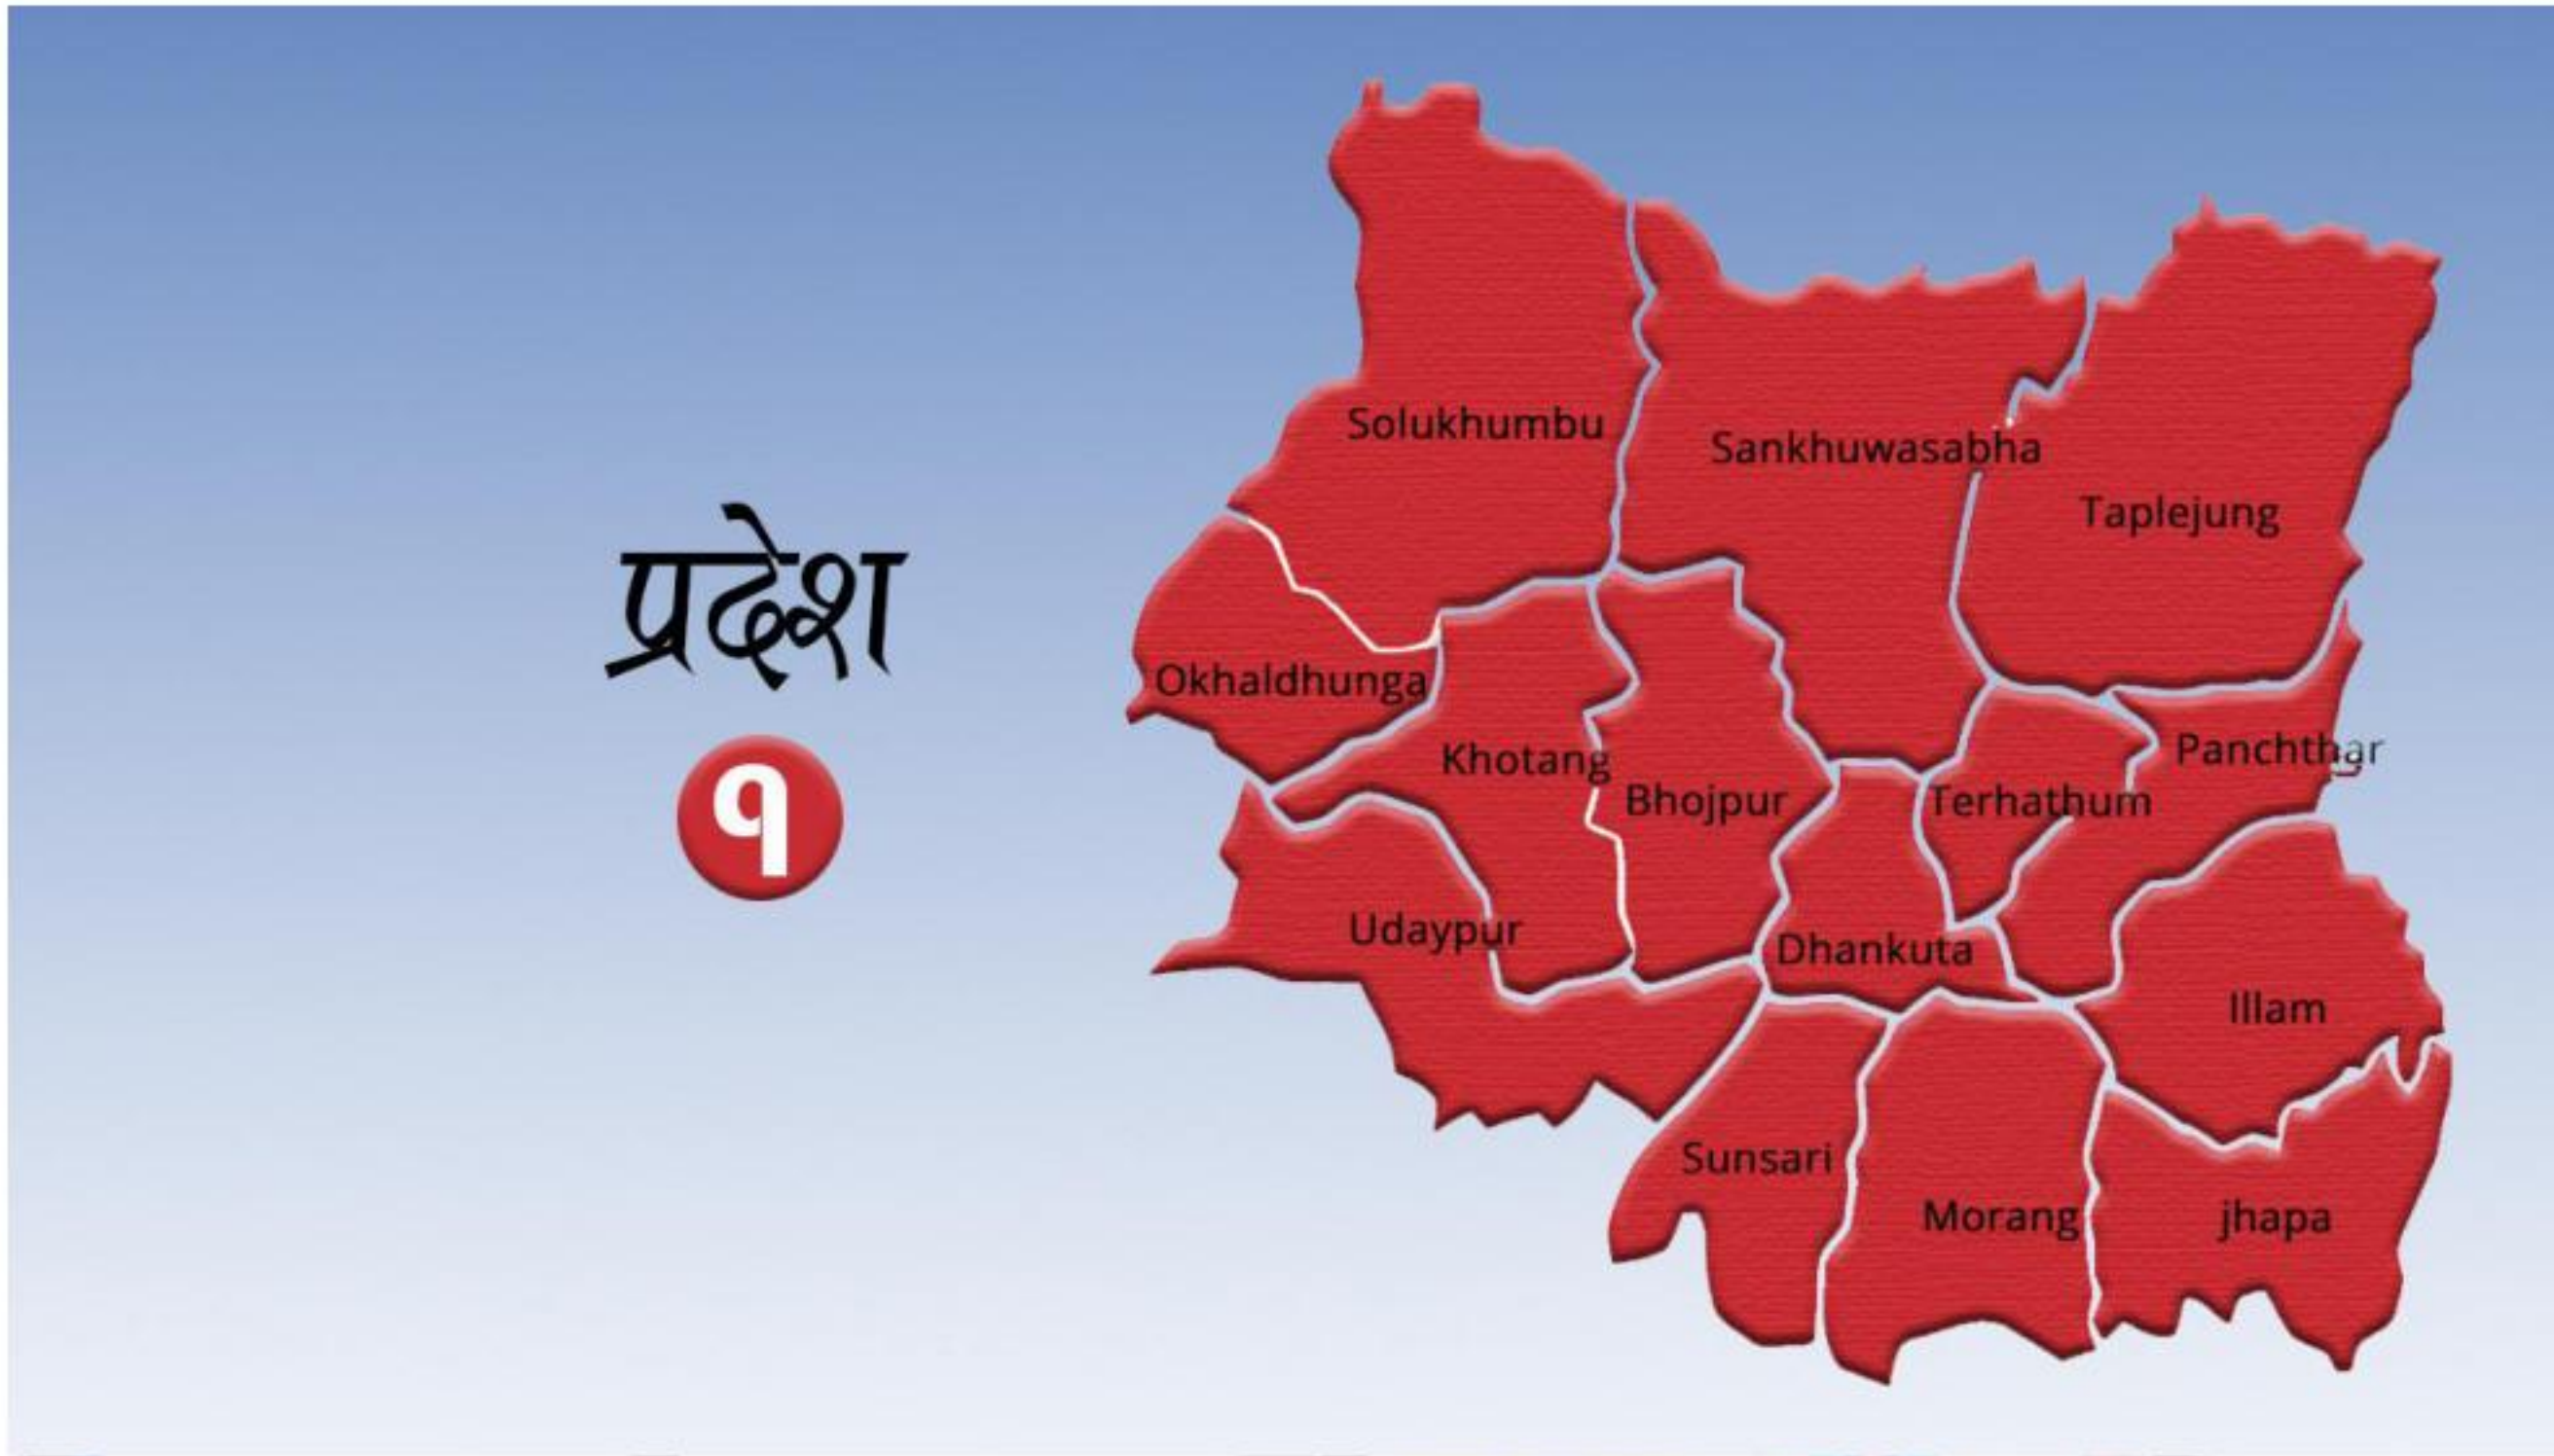 प्रदेश
१
Solukhumbu
Sankhuwasabha
Taplejung
Okhaldhunga
Khotang
Bhojpur
Terhathum
Panchthar
Udaypur
Dhankuta
Illam
Sunsari
Morang
jhapa